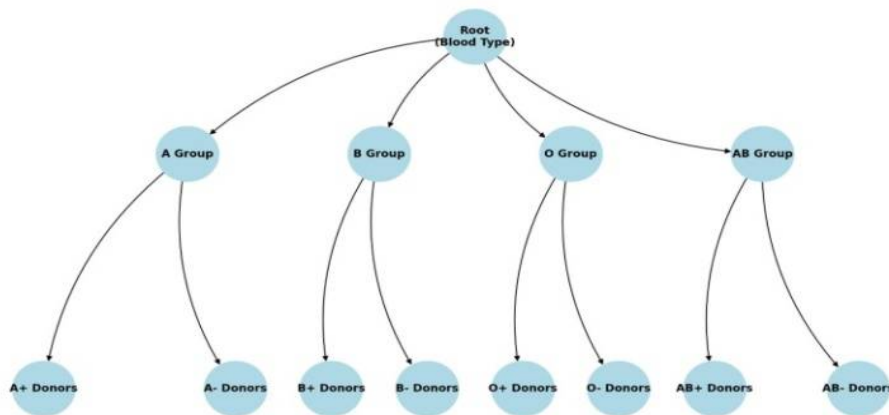 Root
(Blood Type)
A Group
B Group
O Group
AB Group
A+ Donors
A- Donors
B+ Donors
B- Donors
O+ Donors
O- Donors
AB+ Donors
AB- Donors